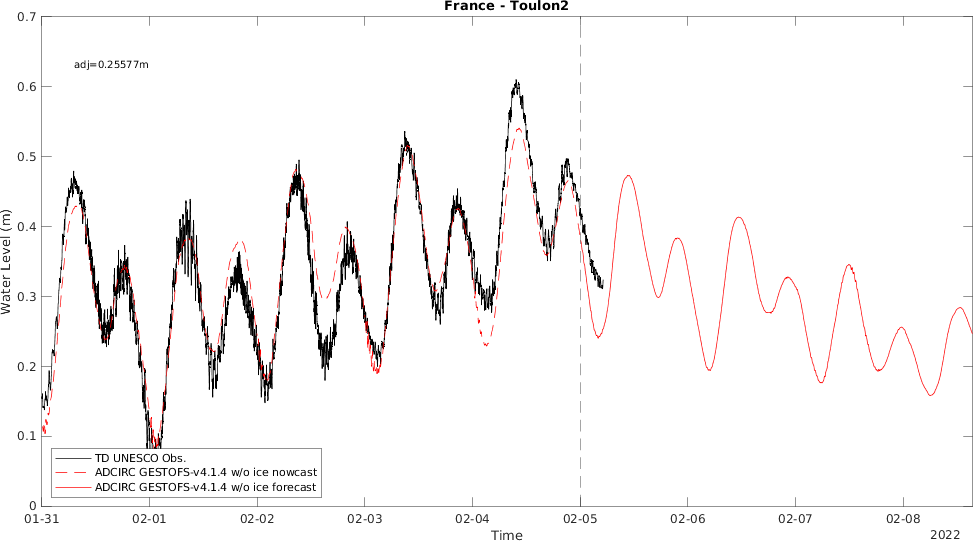 France - Toulon2
adj=0.25577m
Water Level (m)
0.7
0.6
0.5
0.4
0.3
0.2
0.1
0
TD UNESCO Obs.
ADCIRC GESTOFS-v4.1.4 w/o ice nowcast
ADCIRC GESTOFS-v4.1.4 w/o ice forecast
01-31 02-01 02-02 02-03 02-04 02-05 02-06 02-07 02-08
Time
2022